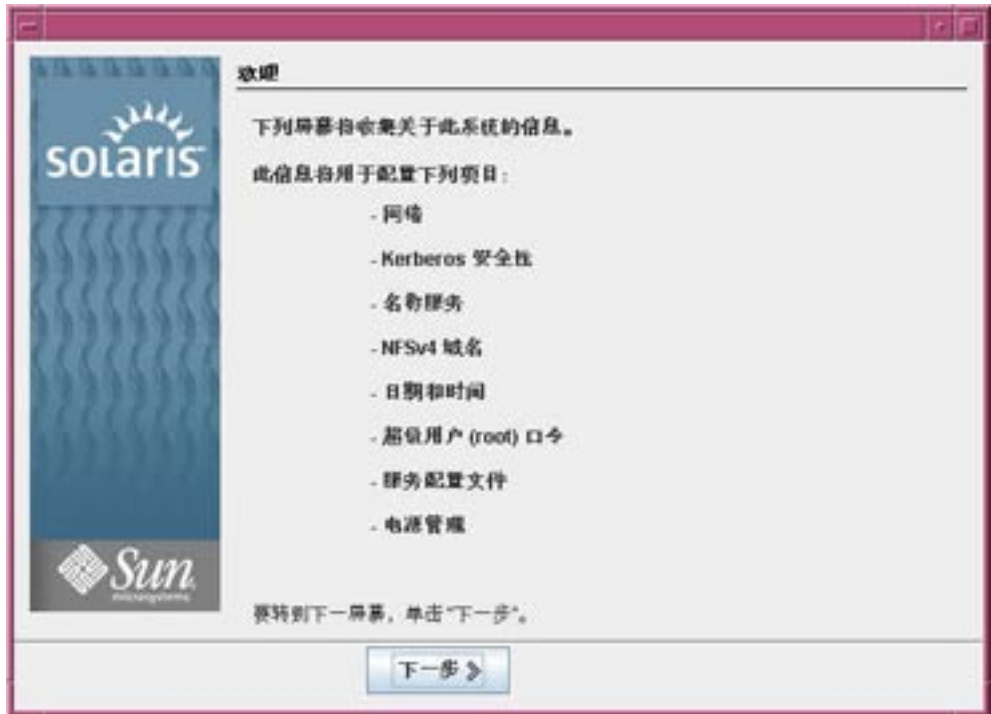 欢迎
solaris
下列屏幕将收集关于此系统的信息。
此信息将用于配置下列项目:
- 网络
- Kerberos 安全性
- 名称服务
- NFSv4 域名
- 日期和时间
- 超级用户 (root) 口令
- 服务配置文件
- 电源管理
Sun
microsystems
要转到下一屏幕，单击"下一步"。
下一步